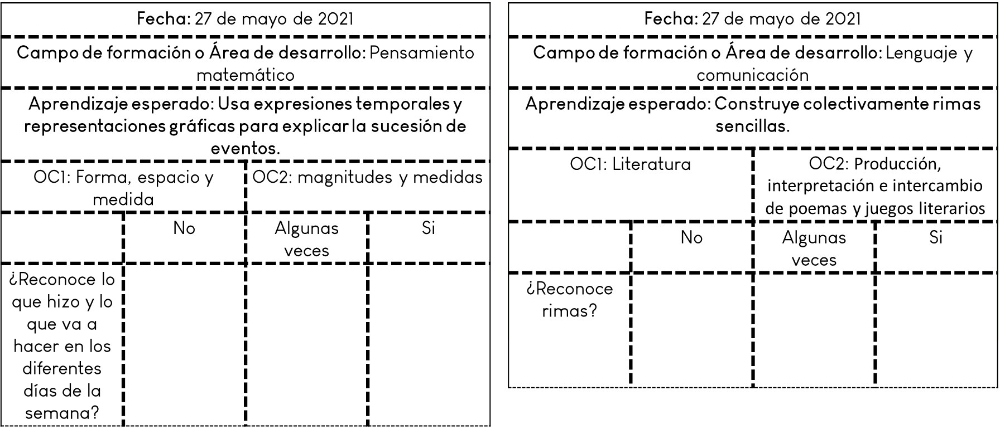 Fecha: 27 de mayo de 2021
Campo de formación o Área de desarrollo: Pensamiento
matemático
Aprendizaje esperado: Usa expresiones temporales y
representaciones gráficas para explicar la sucesión de
eventos.
OC1: Forma, espacio y
medida
OC2: magnitudes y medidas
No
Algunas
veces
Si
¿Reconoce lo
que hizo y lo
que va a
hacer en los
diferentes
días de la
semana?
Fecha: 27 de mayo de 2021
Campo de formación o Área de desarrollo: Lenguaje y
comunicación
Aprendizaje esperado: Construye colectivamente rimas
sencillas.
OC1: Literatura
OC2: Producción,
interpretación e intercambio
de poemas y juegos literarios
No
Algunas
veces
Si
¿Reconoce
rimas?